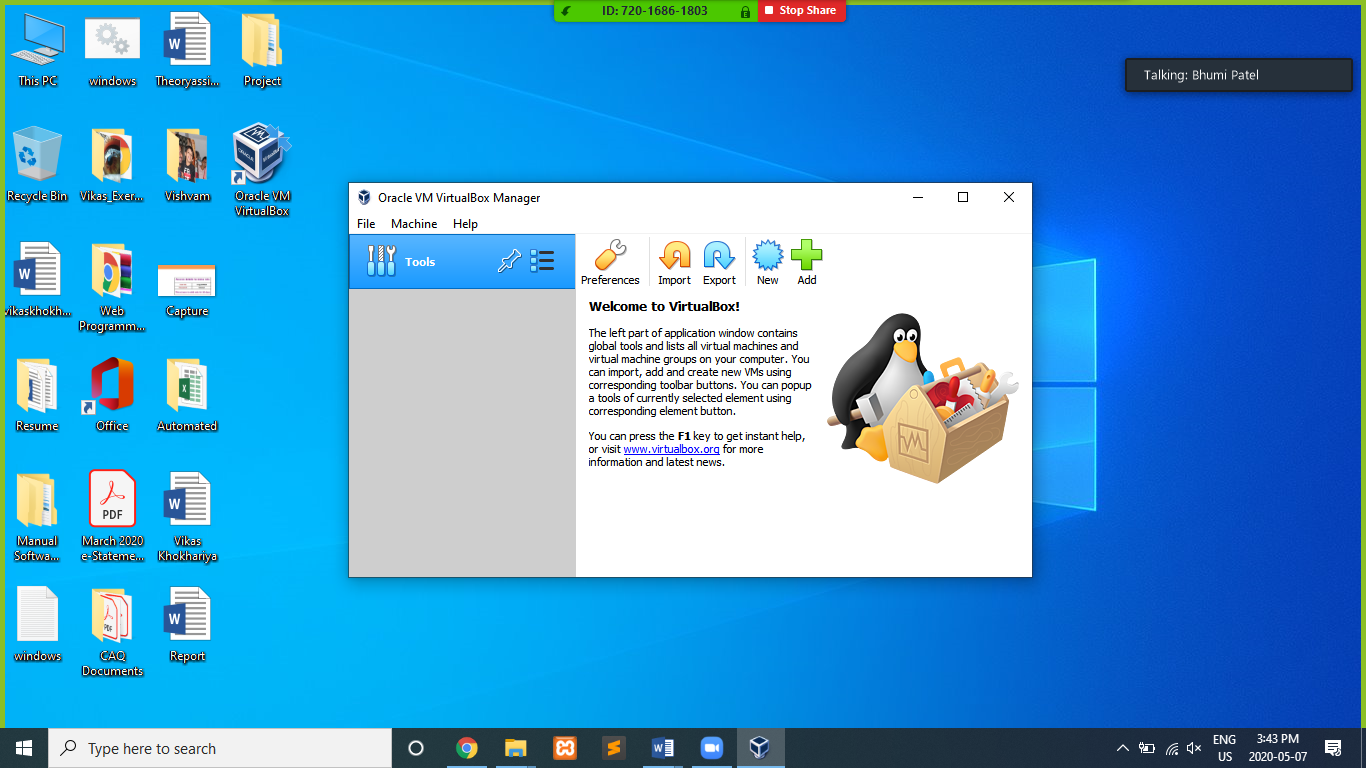 ID: 720-1686-1803
Stop Share
Talking: Bhumi Patel
This PC
windows
Theoryassi...
Project
Recycle Bin
Vikas_Exer...
Vishvam
Oracle VM
VirtualBox
vikaskhokh...
Web
Programm...
Capture
Resume
Office
Automated
Manual
Softwa...
PDF
March 2020
e-Stateme...
Vikas
Khokhariya
windows
CAQ
Documents
Report
Oracle VM VirtualBox Manager
File
Machine
Help
Tools
Preferences
Import
Export
New
Add
Welcome to VirtualBox!
The left part of application window contains
global tools and lists all virtual machines and
virtual machine groups on your computer. You
can import, add and create new VMs using
corresponding toolbar buttons. You can popup
a tools of currently selected element using
corresponding element button.
You can press the F1 key to get instant help,
or visit www.virtualbox.org for more
information and latest news.
Type here to search
ENG
US
3:43 PM
2020-05-07